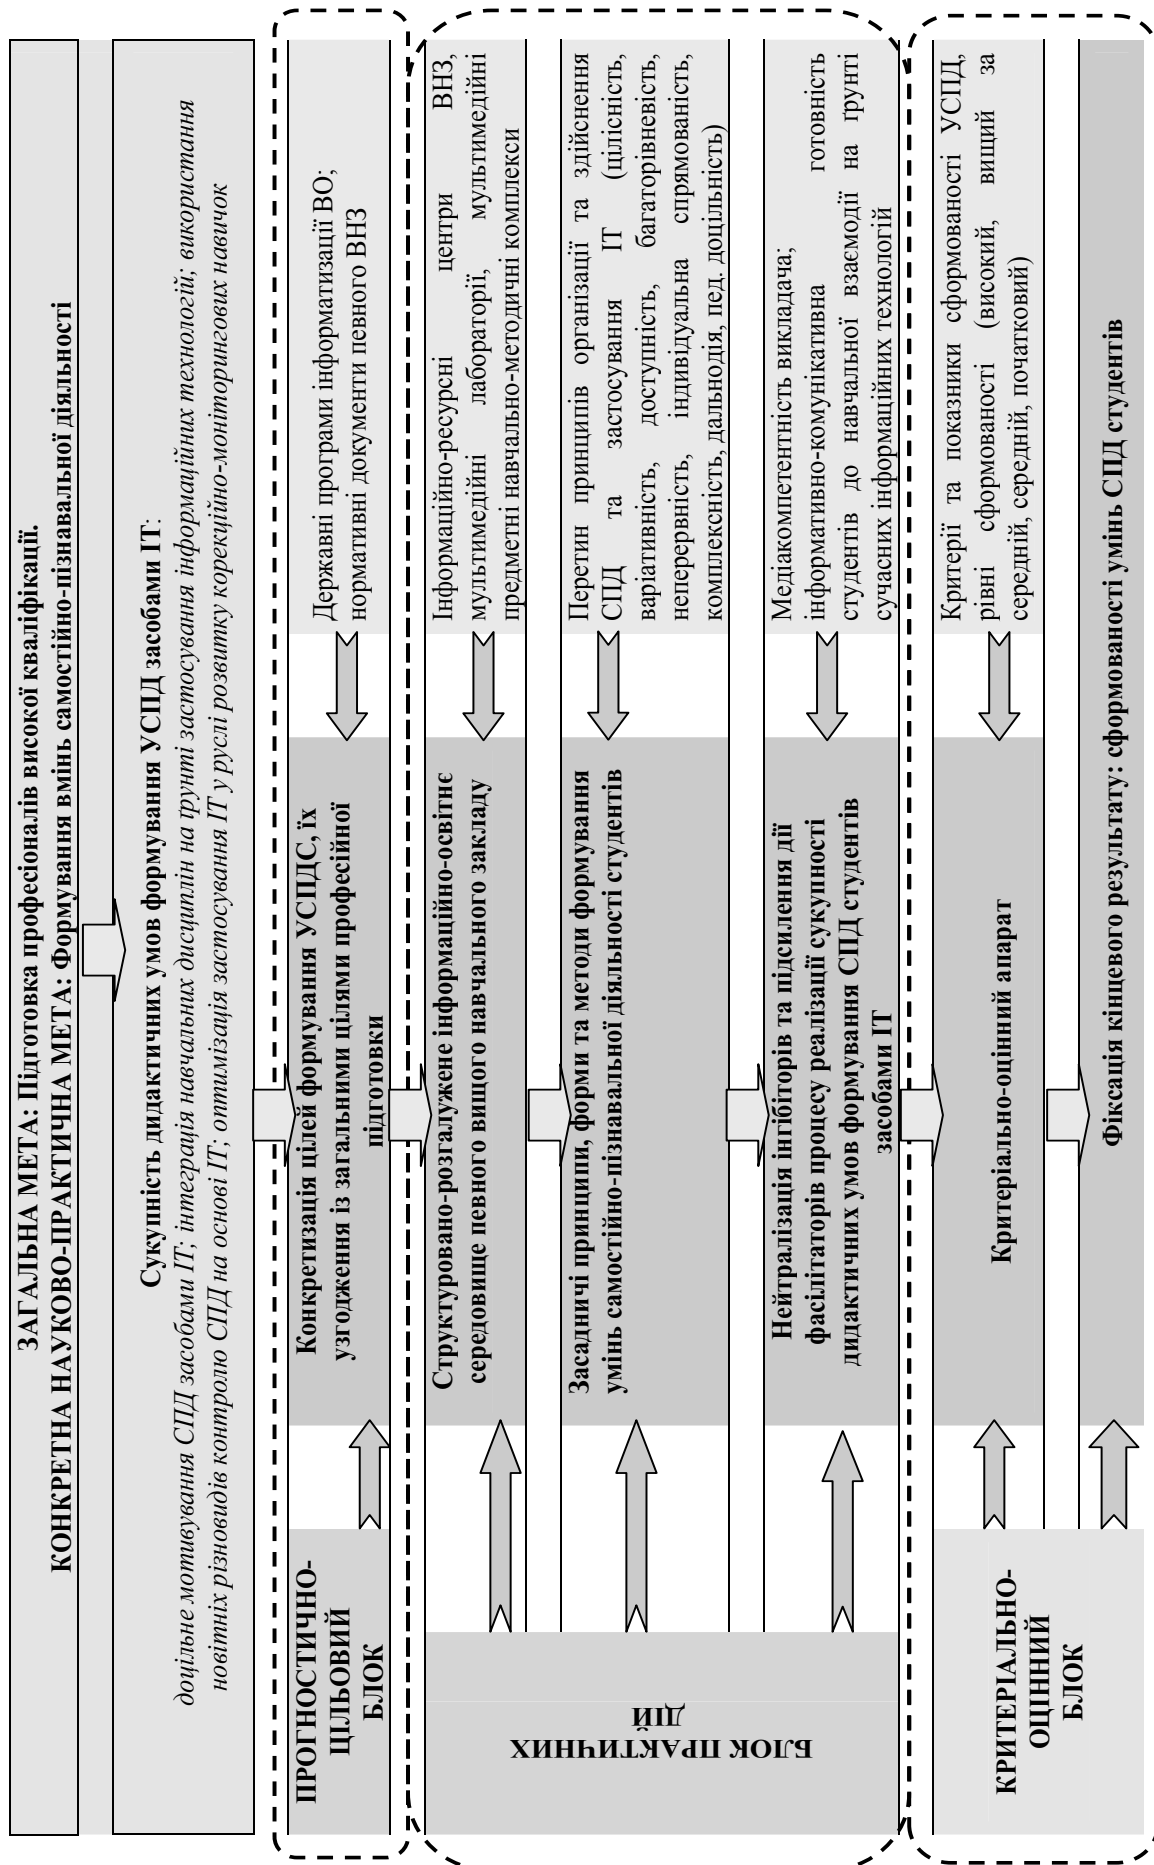 ЗАГАЛЬНА МЕТА: Підготовка професіоналів високої кваліфікації.
КОНКРЕТНА НАУКОВО-ПРАКТИЧНА МЕТА: Формування вмінь самостійно-пізнавальної діяльності
Сукупність дидактичних умов формування УСПД засобами ІТ:
доцільне мотивування СПД засобами ІТ; інтеграція навчальних дисциплін на ґрунті застосування інформаційних технологій; використання
новітніх різновидів контролю СПД на основі ІТ; оптимізація застосування ІТ у руслі розвитку корекційно-моніторингових навичок
ПРОГНОСТИЧНО-
ЦІЛЬОВИЙ
БЛОК
Конкретизація цілей формування УСПДС, їх
узгодження із загальними цілями професійної
підготовки
Державні програми інформатизації ВО;
нормативні документи певного ВНЗ
БЛОК ПРАКТИЧНИХ
ДІЙ
Структуровано-розгалужене інформаційно-освітнє
середовище певного вищого навчального закладу
Інформаційно-ресурсні центри ВНЗ,
мультимедійні лабораторії, мультимедійні
предметні навчально-методичні комплекси
Засадничі принципи, форми та методи формування
умінь самостійно-пізнавальної діяльності студентів
Перетин принципів організації та здійснення
СПД та застосування ІТ (цілісність,
варіативність, доступність, багаторівневість,
неперервність, індивідуальна спрямованість,
комплексність, дальнодія, пед. доцільність)
Нейтралізація інгібіторів та підсилення дії
фасілітаторів процесу реалізації сукупності
дидактичних умов формування СПД студентів
засобами ІТ
Медіакомпетентність викладача;
інформативно-комунікативна готовність
студентів до навчальної взаємодії на ґрунті
сучасних інформаційних технологій
КРИТЕРІАЛЬНО-
ОЦІННИЙ
БЛОК
Критеріально-оцінний апарат
Критерії та показники сформованості УСПД,
рівні сформованості (високий, вищий за
середній, середній, початковий)
Фіксація кінцевого результату: сформованості умінь СПД студентів